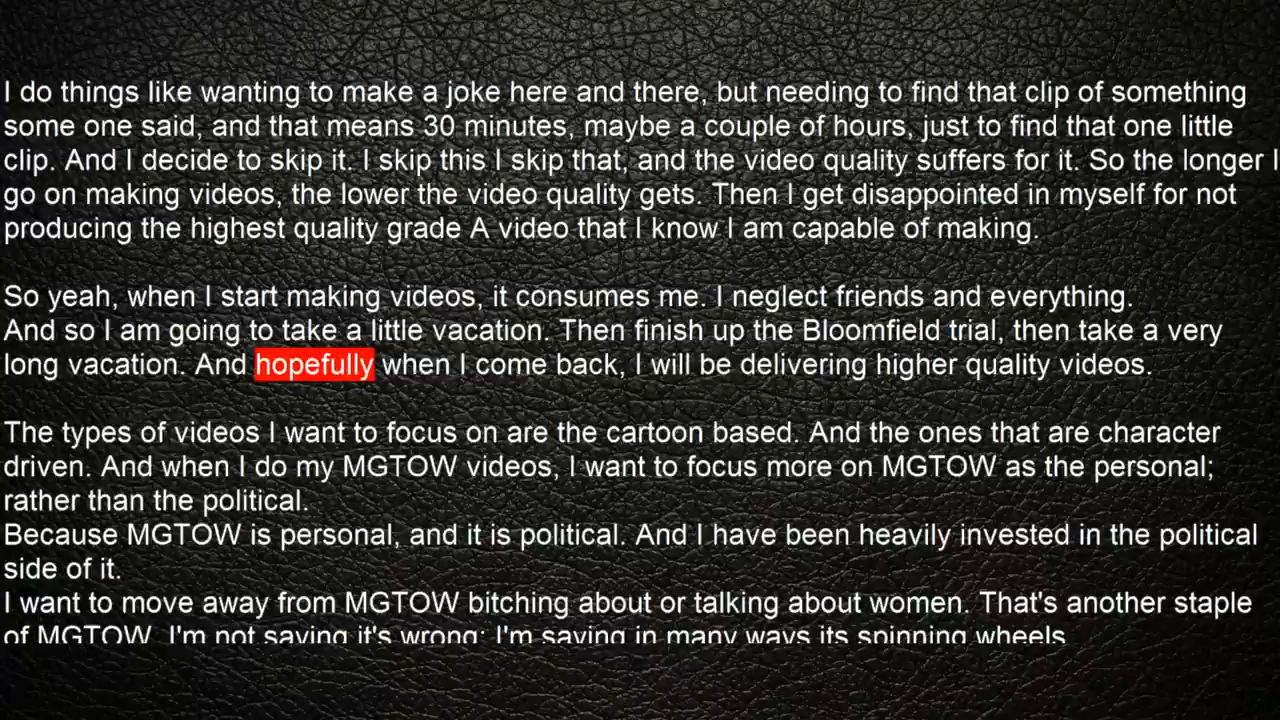 I do things like wanting to make a joke here and there, but needing to find that clip of something
some one said, and that means 30 minutes, maybe a couple of hours, just to find that one little
clip. And I decide to skip it. I skip this I skip that, and the video quality suffers for it. So the longer I
go on making videos, the lower the video quality gets. Then I get disappointed in myself for not
producing the highest quality grade A video that I know I am capable of making.
So yeah, when I start making videos, it consumes me. I neglect friends and everything.
And so I am going to take a little vacation. Then finish up the Bloomfield trial, then take a very
long vacation. And hopefully when I come back, I will be delivering higher quality videos.
The types of videos I want to focus on are the cartoon based. And the ones that are character
driven. And when I do my MGTOW videos, I want to focus more on MGTOW as the personal;
rather than the political.
Because MGTOW is personal, and it is political. And I have been heavily invested in the political
side of it.
I want to move away from MGTOW bitching about or talking about women. That's another staple
of MGTOW. I'm not saying it's wrong; I'm saying in many ways its spinning wheels